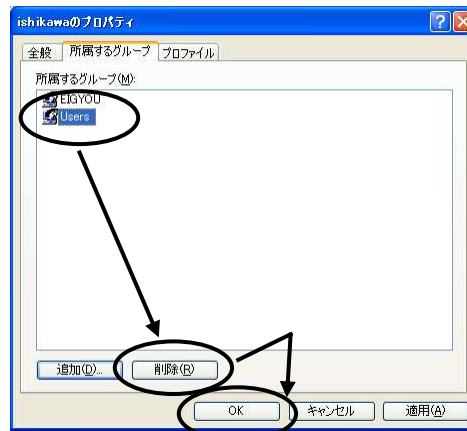 ishikawaのプロパティ
全般 所属するグループ プロファイル
所属するグループ(M):
EIGYOU
Users
追加(D)... 削除(R)
OK キャンセル 適用(A)